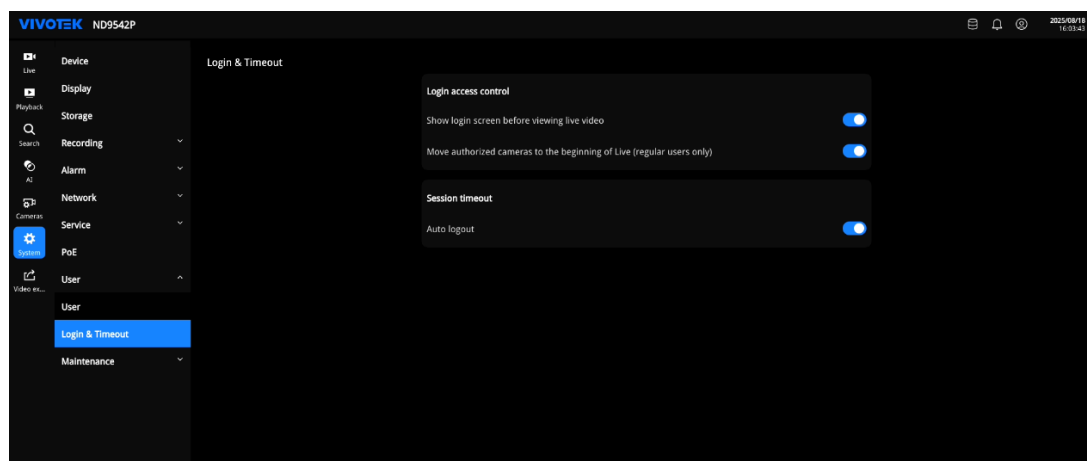 VIVOTEK ND9542P
2025/08/18
16:03:43
Live
Playback
Search
AI
Cameras
System
Video ex...
Device
Display
Storage
Recording
Alarm
Network
Service
PoE
User
User
Login & Timeout
Maintenance
Login & Timeout
Login access control
Show login screen before viewing live video
Move authorized cameras to the beginning of Live (regular users only)
Session timeout
Auto logout